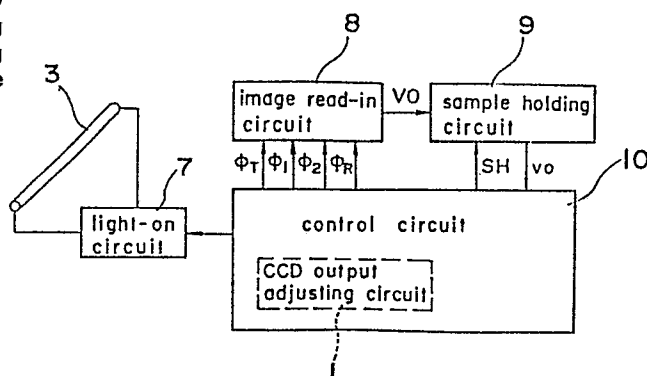 8
9
3
image read-in
circuit
VO
sample holding
circuit
7
ΦT Φ1 Φ2 ΦR
SH
vo
10
light-on
circuit
control circuit
CCD output
adjusting circuit
1